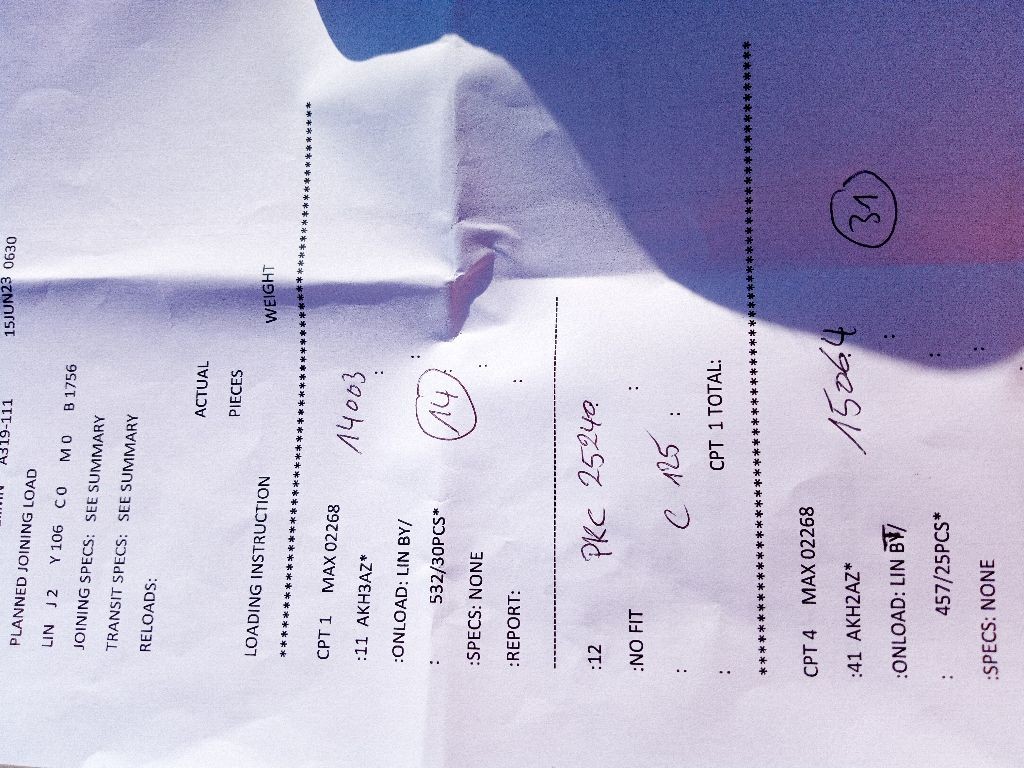 A319-111 15JUN23 0630
PLANNED JOINING LOAD
LIN J 2 Y 106 C 0 M 0 B 1756
JOINING SPECS: SEE SUMMARY
TRANSIT SPECS: SEE SUMMARY
RELOADS:
ACTUAL
PIECES
LOADING INSTRUCTION WEIGHT
************************************************************
CPT 1 MAX 02268
:11 AKH3AZ* 14003 :
:ONLOAD: LIN BY/ :
: 532/30PCS* 14 :
:SPECS: NONE :
:REPORT: :
------------------------------------------------------------
:12 PKC 25240
:NO FIT :
: C 125 :
: CPT 1 TOTAL:
************************************************************
CPT 4 MAX 02268
:41 AKH2AZ* 15064 31
:ONLOAD: LIN BT/
: 457/25PCS* :
:SPECS: NONE :